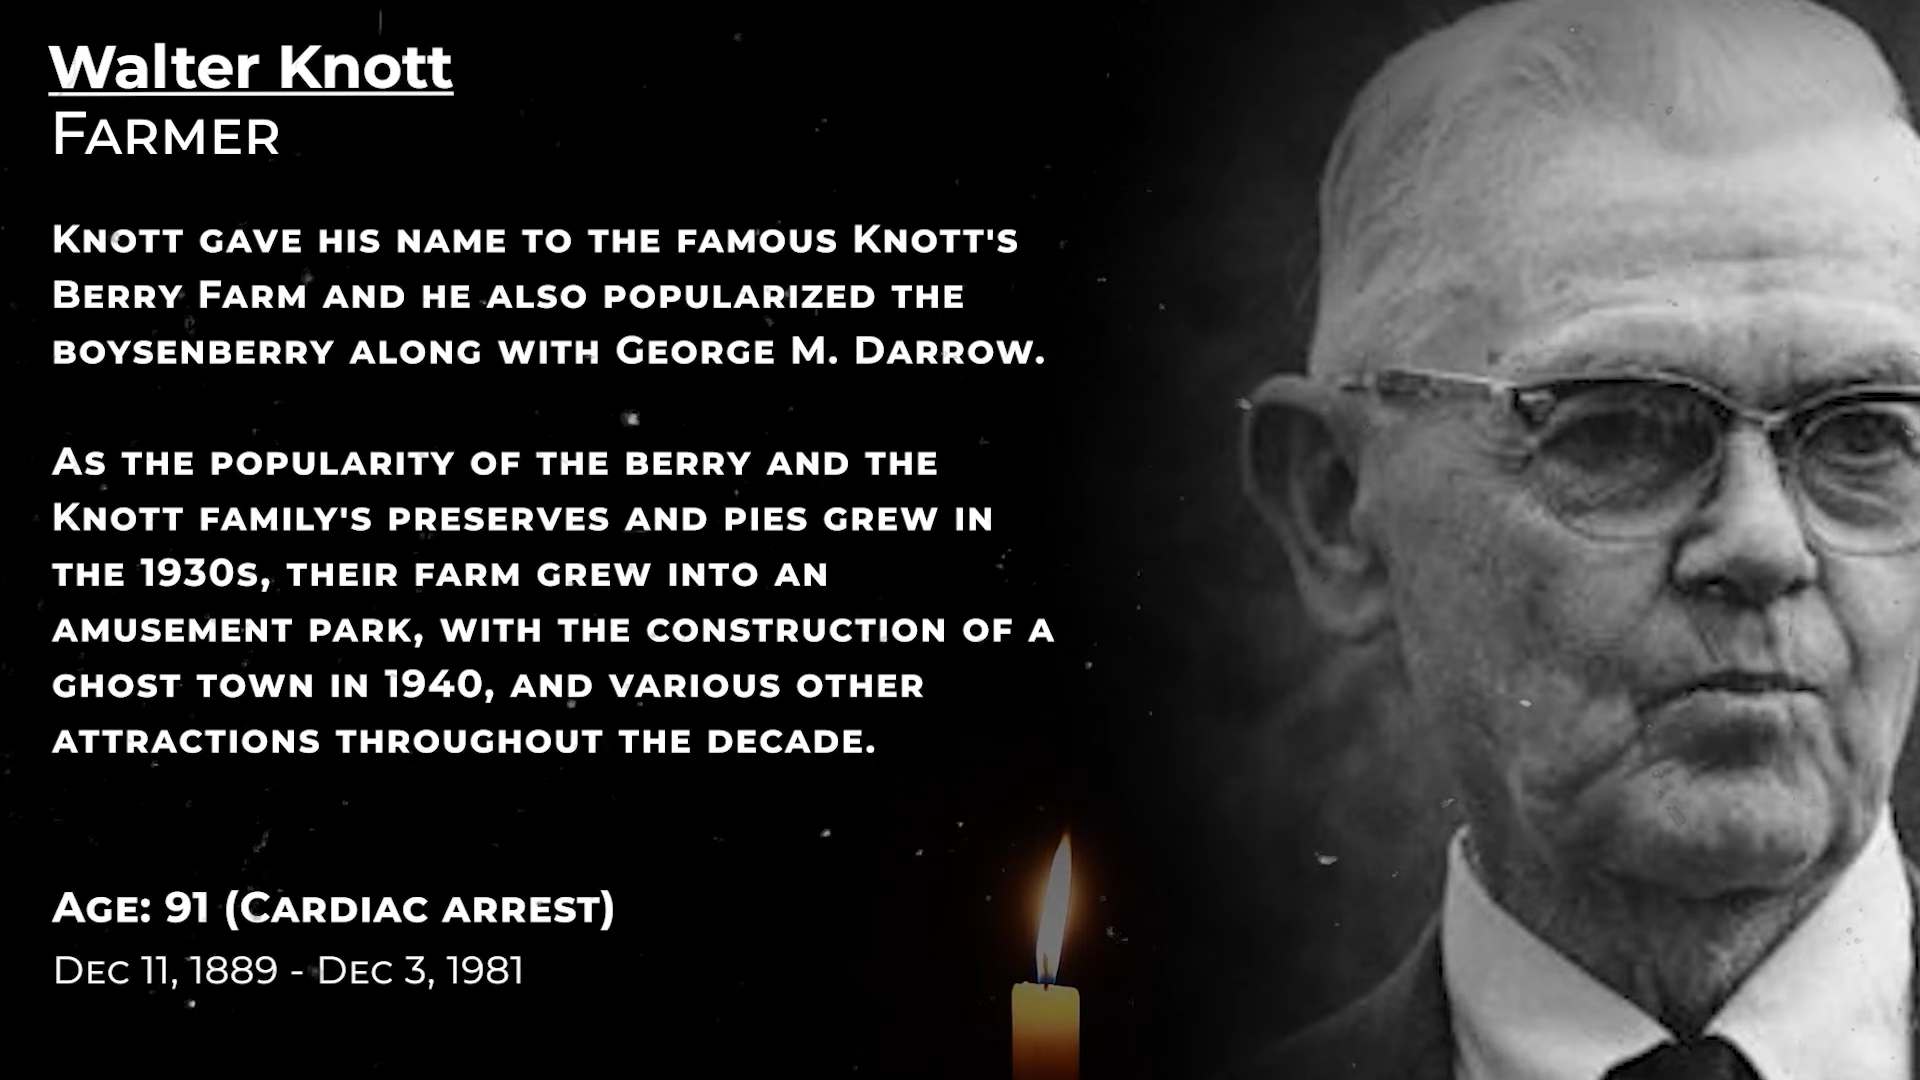 Walter Knott
Farmer
Knott gave his name to the famous Knott's
Berry Farm and he also popularized the
boysenberry along with George M. Darrow.
As the popularity of the berry and the
Knott family's preserves and pies grew in
the 1930s, their farm grew into an
amusement park, with the construction of a
ghost town in 1940, and various other
attractions throughout the decade.
Age: 91 (Cardiac arrest)
Dec 11, 1889 - Dec 3, 1981